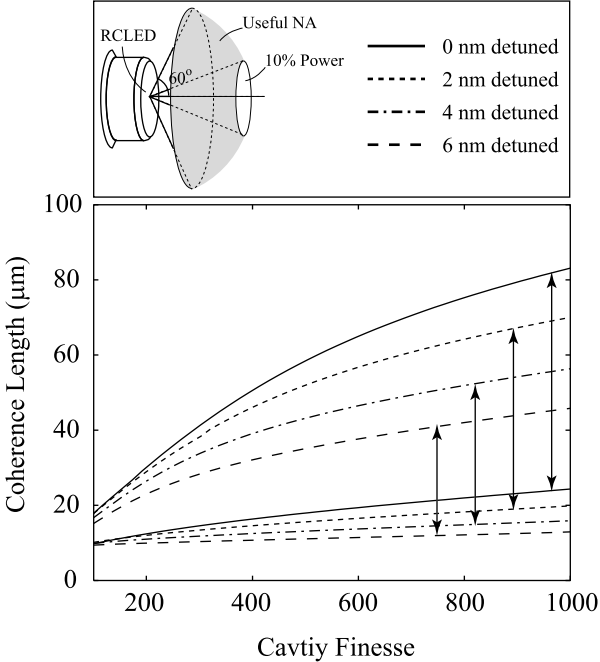 RCLED
Useful NA
60°
10% Power
0 nm detuned
2 nm detuned
4 nm detuned
6 nm detuned
100
80
60
40
20
0
Coherence Length (μm)
200
400
600
800
1000
Cavtiy Finesse